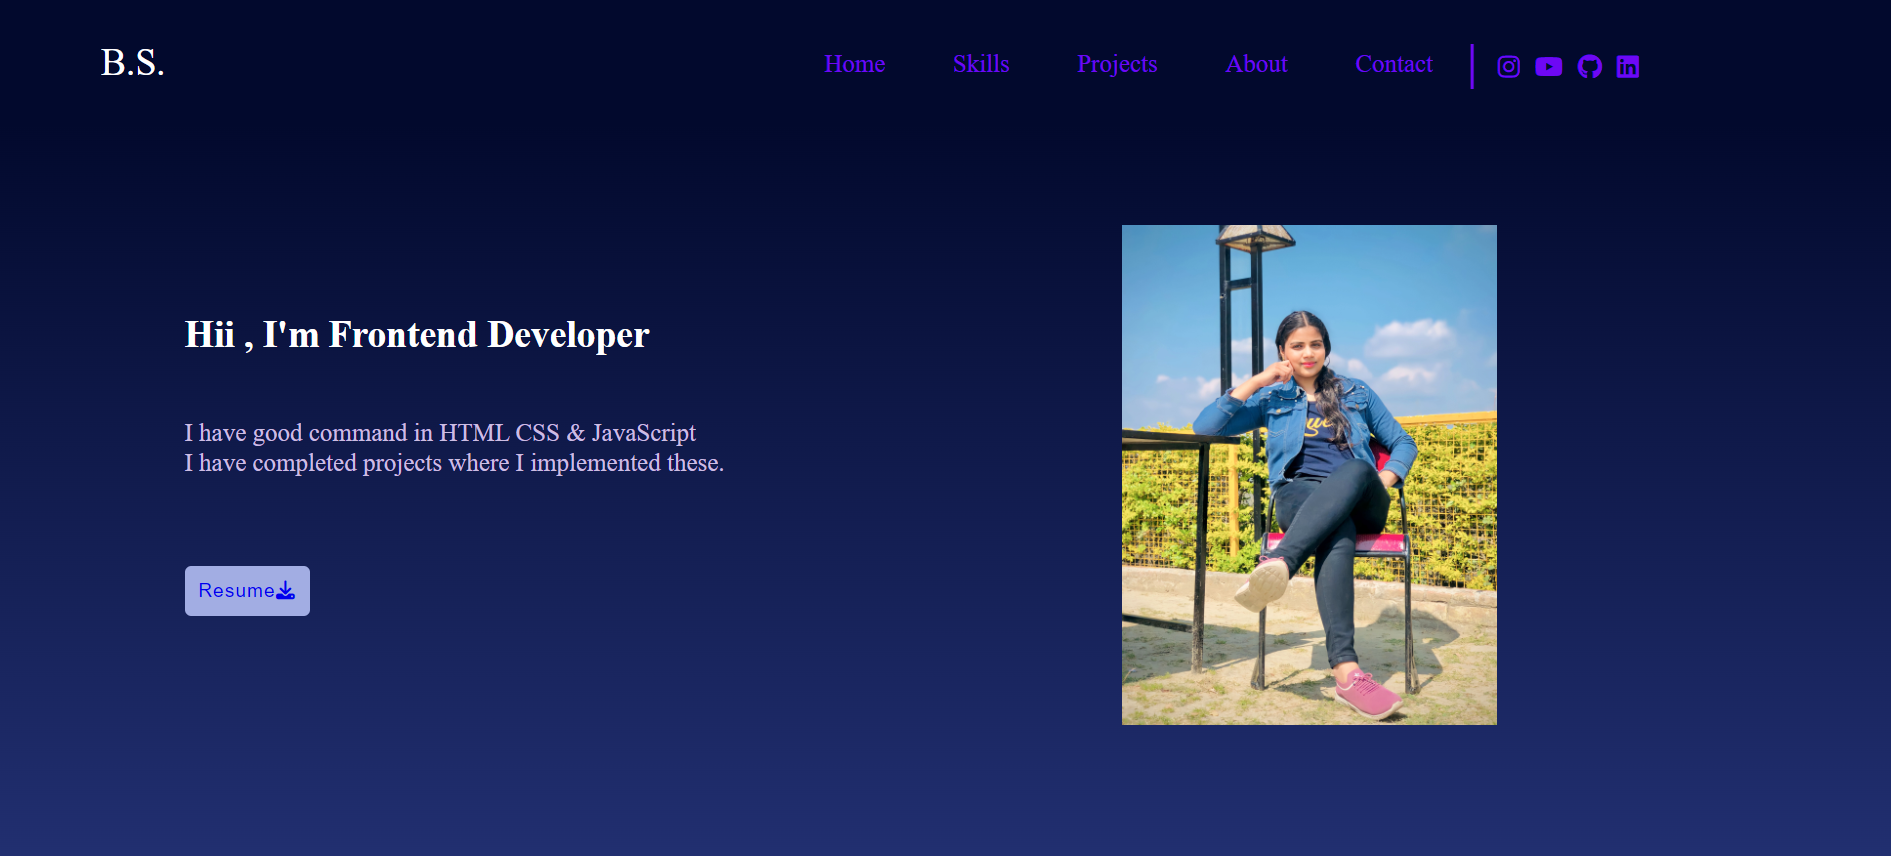 B.S.
Home Skills Projects About Contact
Hii , I'm Frontend Developer
I have good command in HTML CSS & JavaScript
I have completed projects where I implemented these.
Resume